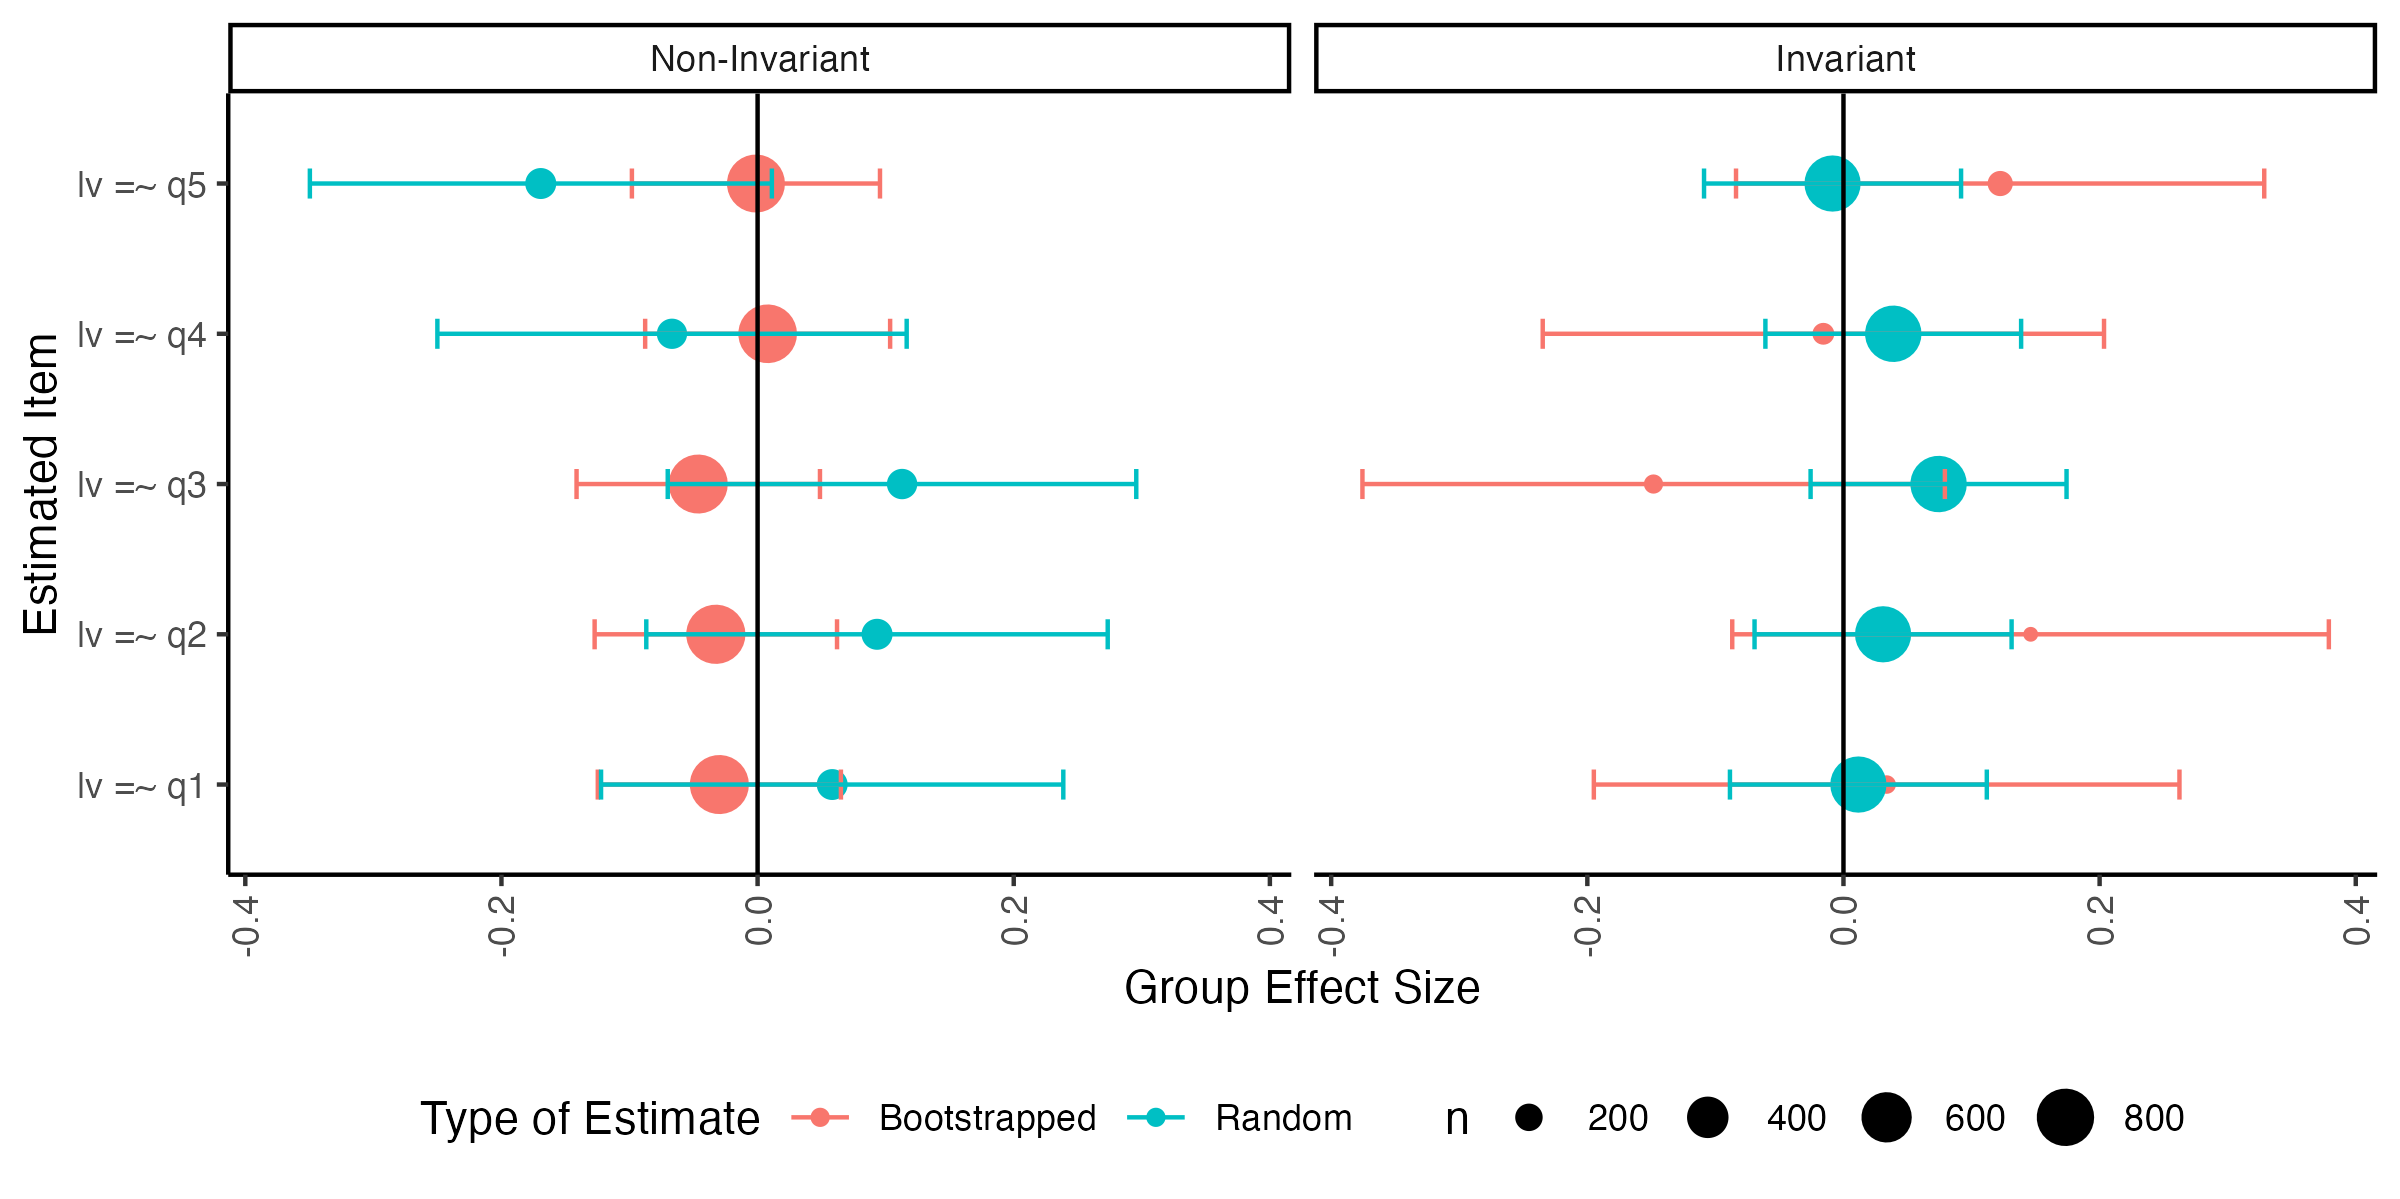 Non-Invariant
Invariant
Estimated Item
lv =~ q5
lv =~ q4
lv =~ q3
lv =~ q2
lv =~ q1
-0.4 -0.2 0.0 0.2 0.4
-0.4 -0.2 0.0 0.2 0.4
Group Effect Size
Type of Estimate Bootstrapped Random n 200 400 600 800